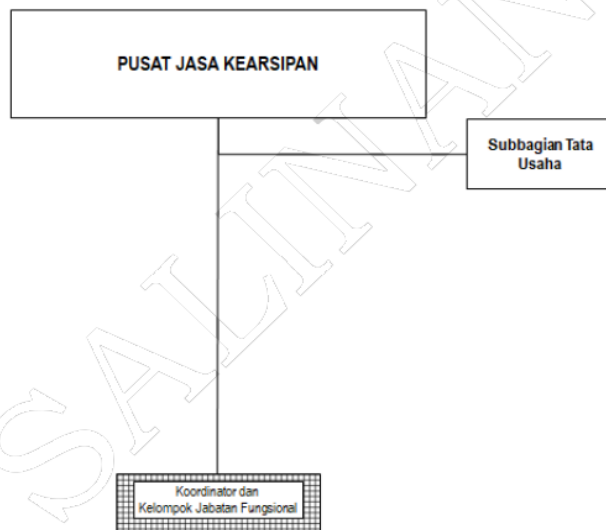 PUSAT JASA KEARSIPAN
Subbagian Tata
Usaha
SALINAN
Koordinator dan
Kelompok Jabatan Fungsional